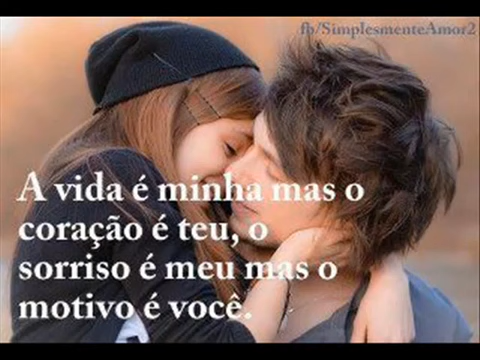 fb/SimplesmenteAmor2
A vida é minha mas o
coração é teu, o
sorriso é meu mas o
motivo é você.